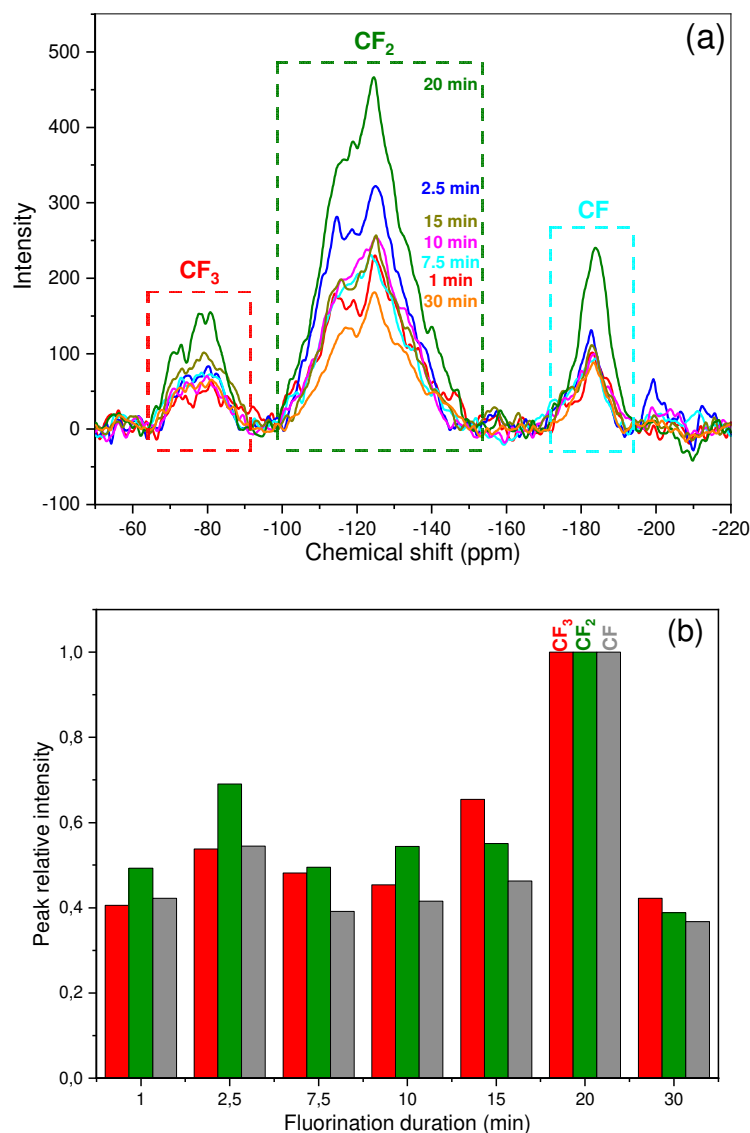 (a)
CF₂
20 min
2.5 min
15 min
10 min
7.5 min
1 min
30 min
CF
CF₃
500
400
300
200
100
0
-100
Intensity
-60 -80 -100 -120 -140 -160 -180 -200 -220
Chemical shift (ppm)
(b)
CF₃ CF₂ CF
1,0
0,8
0,6
0,4
0,2
0,0
Peak relative intensity
1 2,5 7,5 10 15 20 30
Fluorination duration (min)